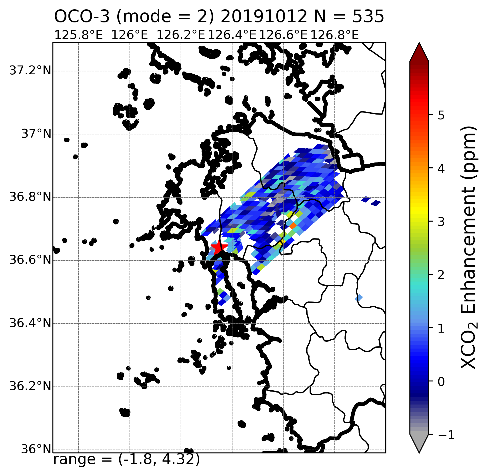 OCO-3 (mode = 2) 20191012 N = 535
125.8°E 126°E 126.2°E 126.4°E 126.6°E 126.8°E
37.2°N
37°N
36.8°N
36.6°N
36.4°N
36.2°N
36°N
range = (-1.8, 4.32)
5
4
3
2
1
0
−1
XCO₂ Enhancement (ppm)